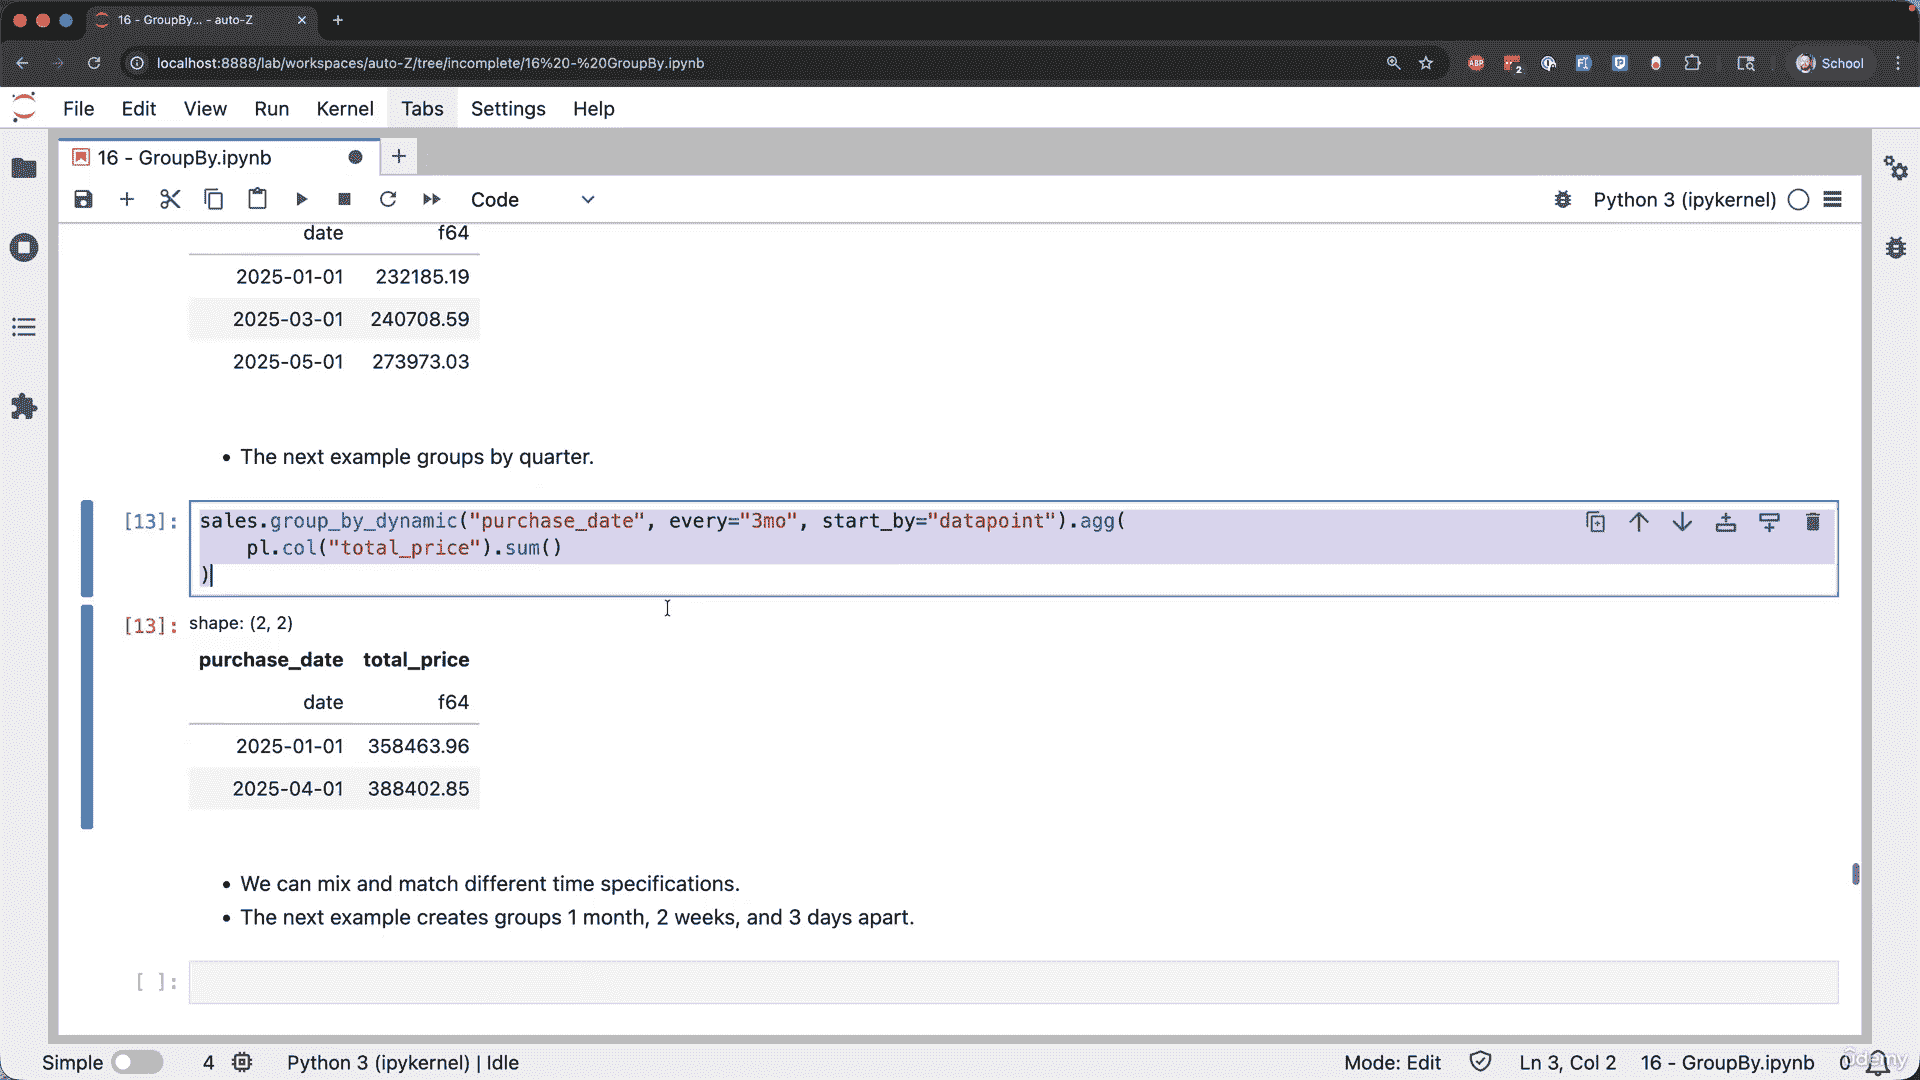 16 - GroupBy... - auto-Z
localhost:8888/lab/workspaces/auto-Z/tree/incomplete/16%20-%20GroupBy.ipynb
ABP
2
School
File Edit View Run Kernel Tabs Settings Help
16 - GroupBy.ipynb
Code
Python 3 (ipykernel)
date f64
2025-01-01 232185.19
2025-03-01 240708.59
2025-05-01 273973.03
• The next example groups by quarter.
[13]: sales.group_by_dynamic("purchase_date", every="3mo", start_by="datapoint").agg(
pl.col("total_price").sum()
)
[13]: shape: (2, 2)
purchase_date total_price
date f64
2025-01-01 358463.96
2025-04-01 388402.85
• We can mix and match different time specifications.
• The next example creates groups 1 month, 2 weeks, and 3 days apart.
[ ]:
Simple 4 Python 3 (ipykernel) | Idle Mode: Edit Ln 3, Col 2 16 - GroupBy.ipynb 0
udemy